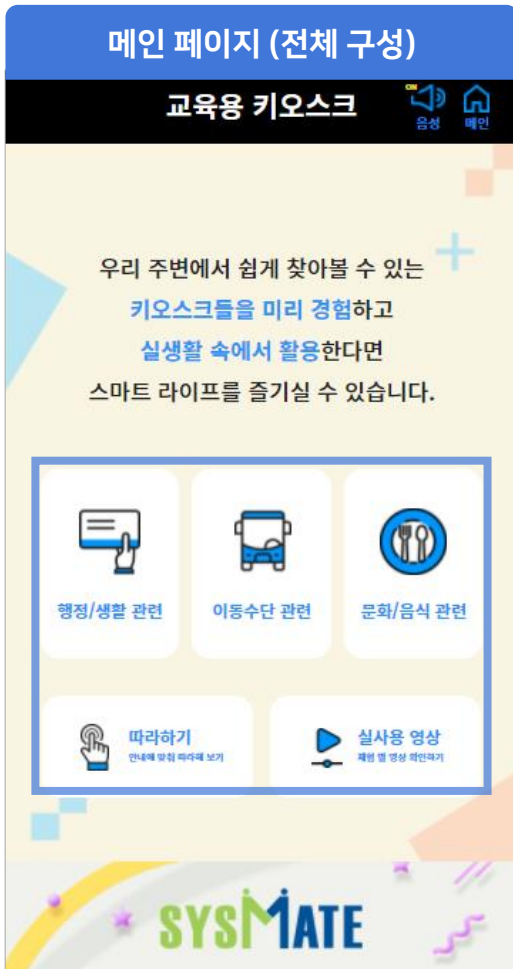 메인 페이지 (전체 구성)
교육용 키오스크
ON
음성
메인
우리 주변에서 쉽게 찾아볼 수 있는
키오스크들을 미리 경험하고
실생활 속에서 활용한다면
스마트 라이프를 즐기실 수 있습니다.
행정/생활 관련
이동수단 관련
문화/음식 관련
따라하기
안내에 맞춰 따라해 보기
실사용 영상
체험 별 영상 확인하기
SYSMATE